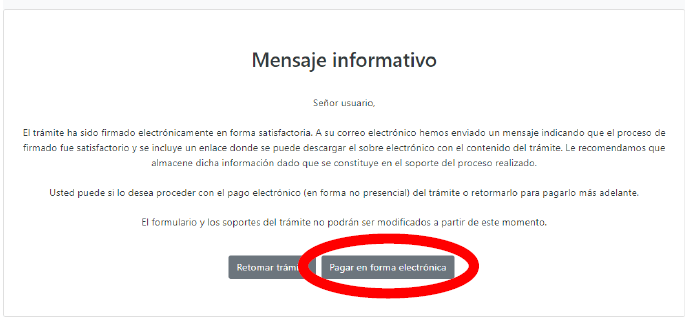 Mensaje informativo
Señor usuario,
El trámite ha sido firmado electrónicamente en forma satisfactoria. A su correo electrónico hemos enviado un mensaje indicando que el proceso de
firmado fue satisfactorio y se incluye un enlace donde se puede descargar el sobre electrónico con el contenido del trámite. Le recomendamos que
almacene dicha información dado que se constituye en el soporte del proceso realizado.
Usted puede si lo desea proceder con el pago electrónico (en forma no presencial) del trámite o retormarlo para pagarlo más adelante.
El formulario y los soportes del trámite no podrán ser modificados a partir de este momento.
Retomar Pagar en forma electrónica